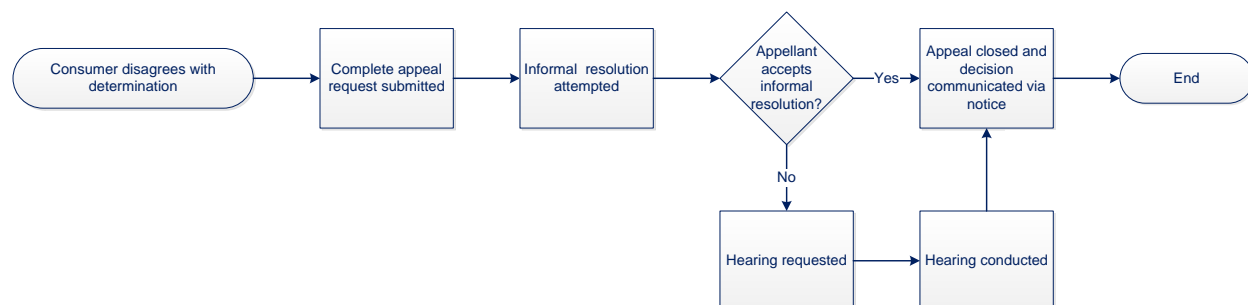 Consumer disagrees with
determination
Complete appeal
request submitted
Informal resolution
attempted
Appellant
accepts
informal
resolution?
Yes
Appeal closed and
decision
communicated via
notice
End
No
Hearing requested
Hearing conducted